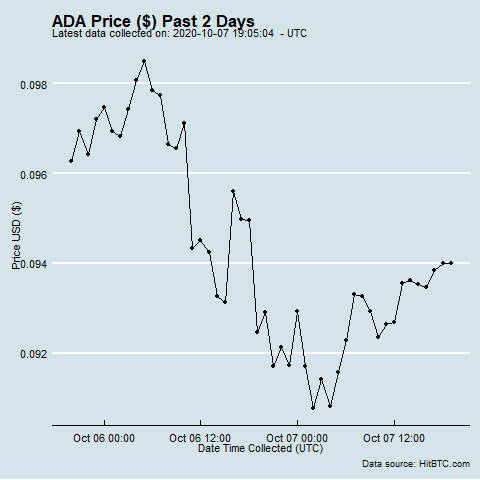 ADA Price ($) Past 2 Days
Latest data collected on: 2020-10-07 19:05:04 - UTC
Price USD ($)
0.098
0.096
0.094
0.092
Oct 06 00:00 Oct 06 12:00 Oct 07 00:00 Oct 07 12:00
Date Time Collected (UTC)
Data source: HitBTC.com